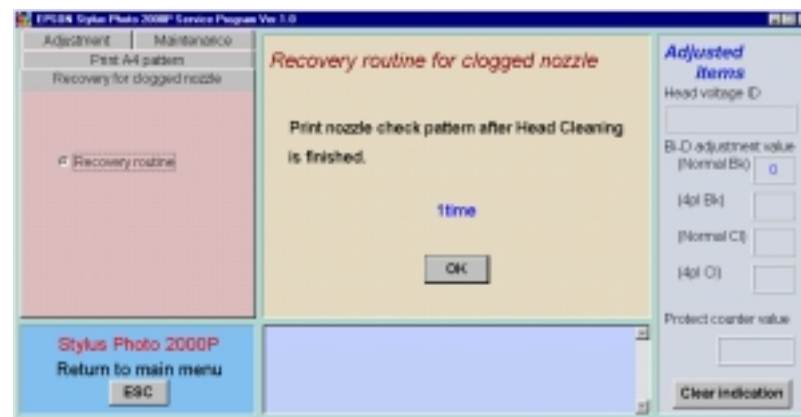 EPSON Stylus Photo 2000P Service Program Ver 1.0
Adjustment Maintenance
Print A4 pattern
Recovery for clogged nozzle
Recovery routine
Recovery routine for clogged nozzle
Print nozzle check pattern after Head Cleaning
is finished.
1time
OK
Stylus Photo 2000P
Return to main menu
ESC
Adjusted
Items
Head voltage ID
Bi-D adjustment value
(Normal Bk)
0
(4pl Bk)
(Normal Cl)
(4pl Cl)
Protect counter value
Clear indication